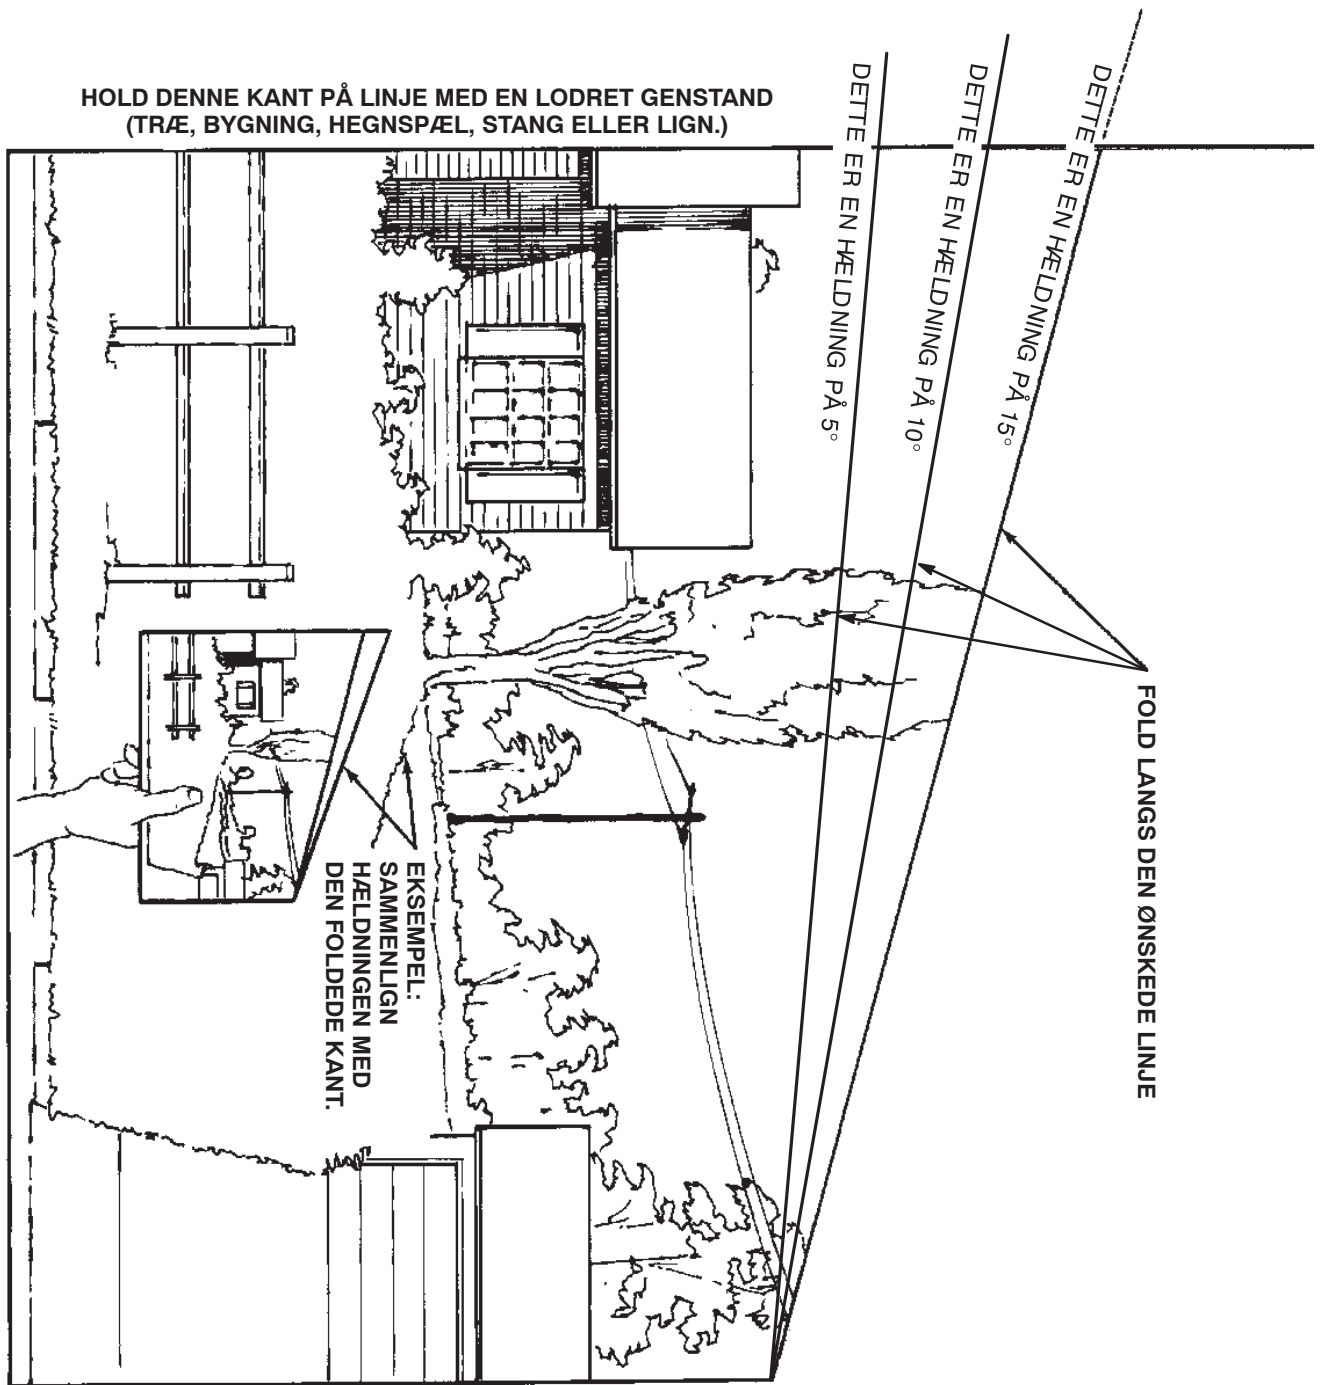 HOLD DENNE KANT PÅ LINJE MED EN LODRET GENSTAND
(TRÆ, BYGNING, HEGNSPÆL, STANG ELLER LIGN.)
DETTE ER EN HÆLDNING PÅ 5°
DETTE ER EN HÆLDNING PÅ 10°
DETTE ER EN HÆLDNING PÅ 15°
FOLD LANGS DEN ØNSKEDE LINJE
EKSEMPEL:
SAMMENLIGN
HÆLDNINGEN MED
DEN FOLDEDE KANT.